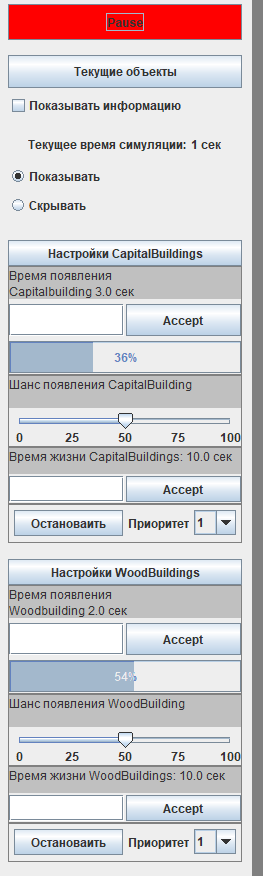 Pause
Текущие объекты
Показывать информацию
Текущее время симуляции: 1 сек
Показывать
Скрывать
Настройки CapitalBuildings
Время появления
Capitalbuilding 3.0 сек
Accept
36%
Шанс появления CapitalBuilding
0 25 50 75 100
Время жизни CapitalBuildings: 10.0 сек
Accept
Остановаить Приоритет 1
Настройки WoodBuildings
Время появления
Woodbuilding 2.0 сек
Accept
54%
Шанс появления WoodBuilding
0 25 50 75 100
Время жизни WoodBuildings: 10.0 сек
Accept
Остановаить Приоритет 1